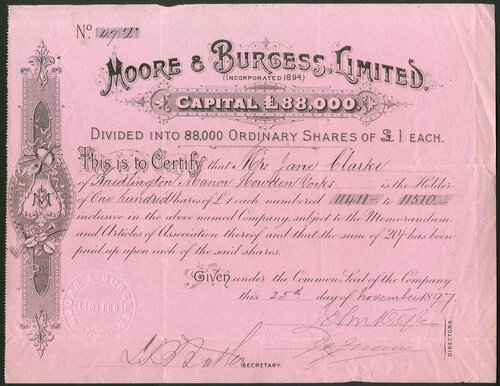 No.
MOORE & BURGESS, LIMITED.
(INCORPORATED 1894)
CAPITAL £88,000.
DIVIDED INTO 88,000 ORDINARY SHARES OF £1 EACH.
This is to Certify that Mrs Jane Clarke
of Manor Howden Yorks is the Holder
of One hundred Shares of £1 each numbered 11411 to 11510
inclusive in the above named Company, subject to the Memorandum
and Articles of Association thereof and that the sum of 20/- has been
paid up upon each of the said shares.
Given under the Common Seal of the Company
this 25th day of November 1897.
DIRECTORS.
SECRETARY.
M
MOORE & BURGESS
LIMITED